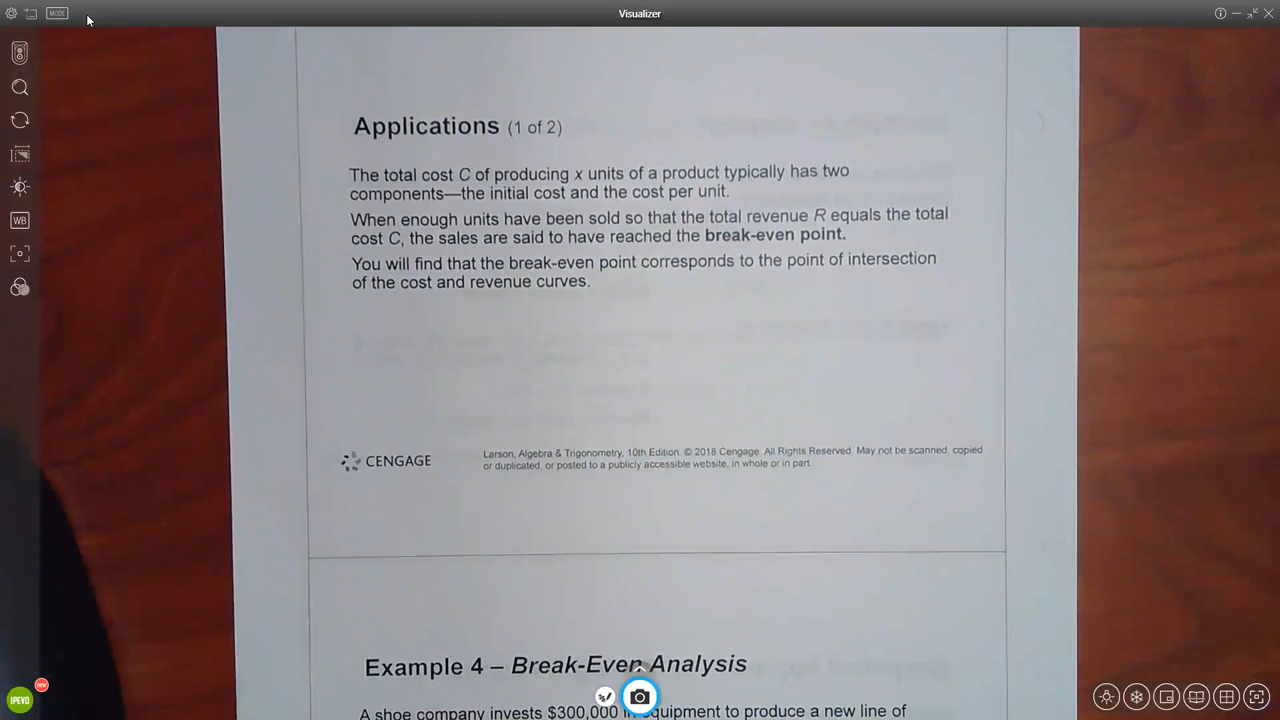 MODE
Visualizer
Applications (1 of 2)
The total cost C of producing x units of a product typically has two
components—the initial cost and the cost per unit.
When enough units have been sold so that the total revenue R equals the total
cost C, the sales are said to have reached the break-even point.
You will find that the break-even point corresponds to the point of intersection
of the cost and revenue curves.
WB
CENGAGE
Larson, Algebra & Trigonometry, 10th Edition. © 2018 Cengage. All Rights Reserved. May not be scanned, copied
or duplicated, or posted to a publicly accessible website, in whole or in part.
Example 4 – Break-Even Analysis
new
IPEVO
A shoe company invests $300,000 in equipment to produce a new line of